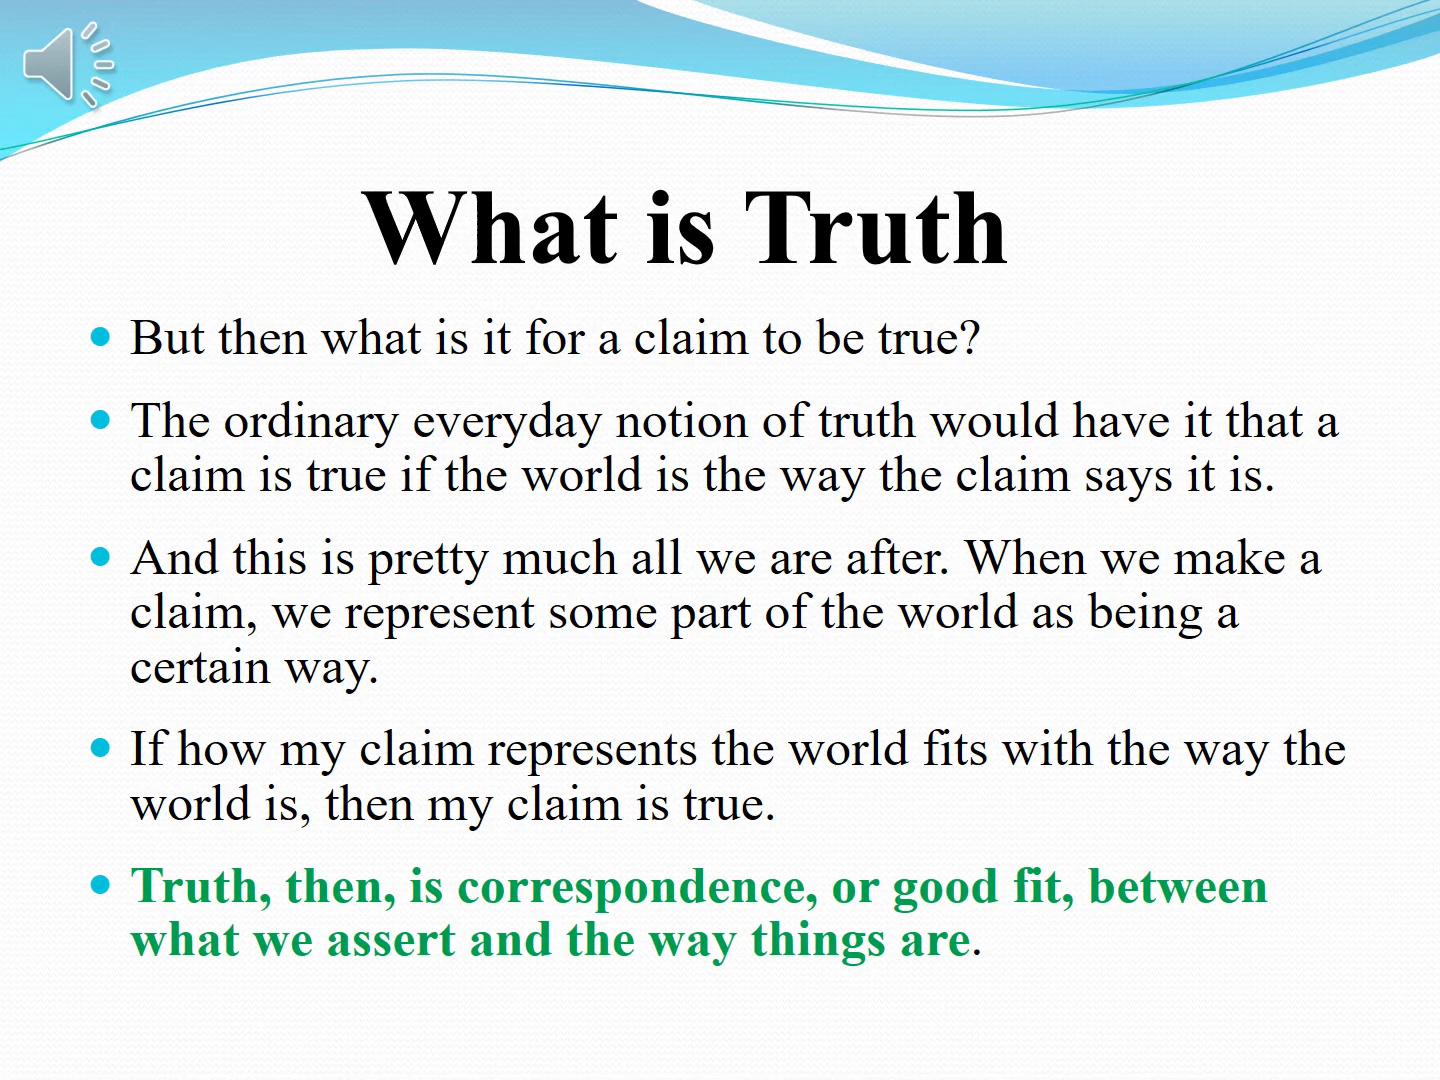 What is Truth
But then what is it for a claim to be true?
The ordinary everyday notion of truth would have it that a
claim is true if the world is the way the claim says it is.
And this is pretty much all we are after. When we make a
claim, we represent some part of the world as being a
certain way.
If how my claim represents the world fits with the way the
world is, then my claim is true.
Truth, then, is correspondence, or good fit, between
what we assert and the way things are.